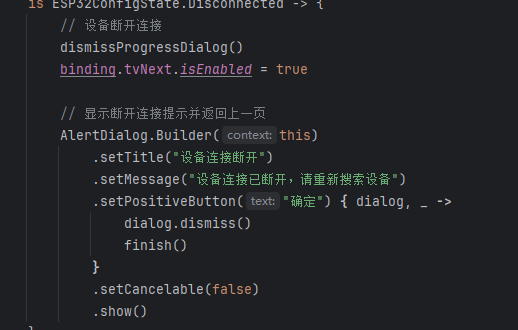 is ESP32ConfigState.Disconnected -> {
// 设备断开连接
dismissProgressDialog()
binding.tvNext.isEnabled = true
// 显示断开连接提示并返回上一页
AlertDialog.Builder( context: this)
.setTitle("设备连接断开")
.setMessage("设备连接已断开，请重新搜索设备")
.setPositiveButton( text: "确定") { dialog, _ ->
dialog.dismiss()
finish()
}
.setCancelable(false)
.show()